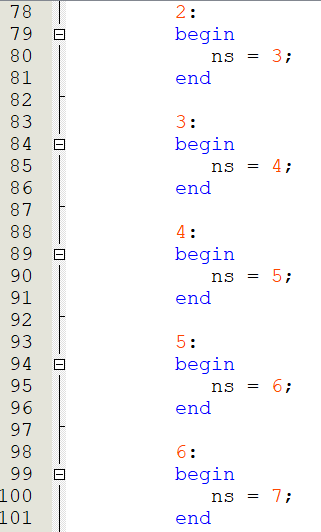 78 2:
79 begin
80 ns = 3;
81 end
82
83 3:
84 begin
85 ns = 4;
86 end
87
88 4:
89 begin
90 ns = 5;
91 end
92
93 5:
94 begin
95 ns = 6;
96 end
97
98 6:
99 begin
100 ns = 7;
101 end